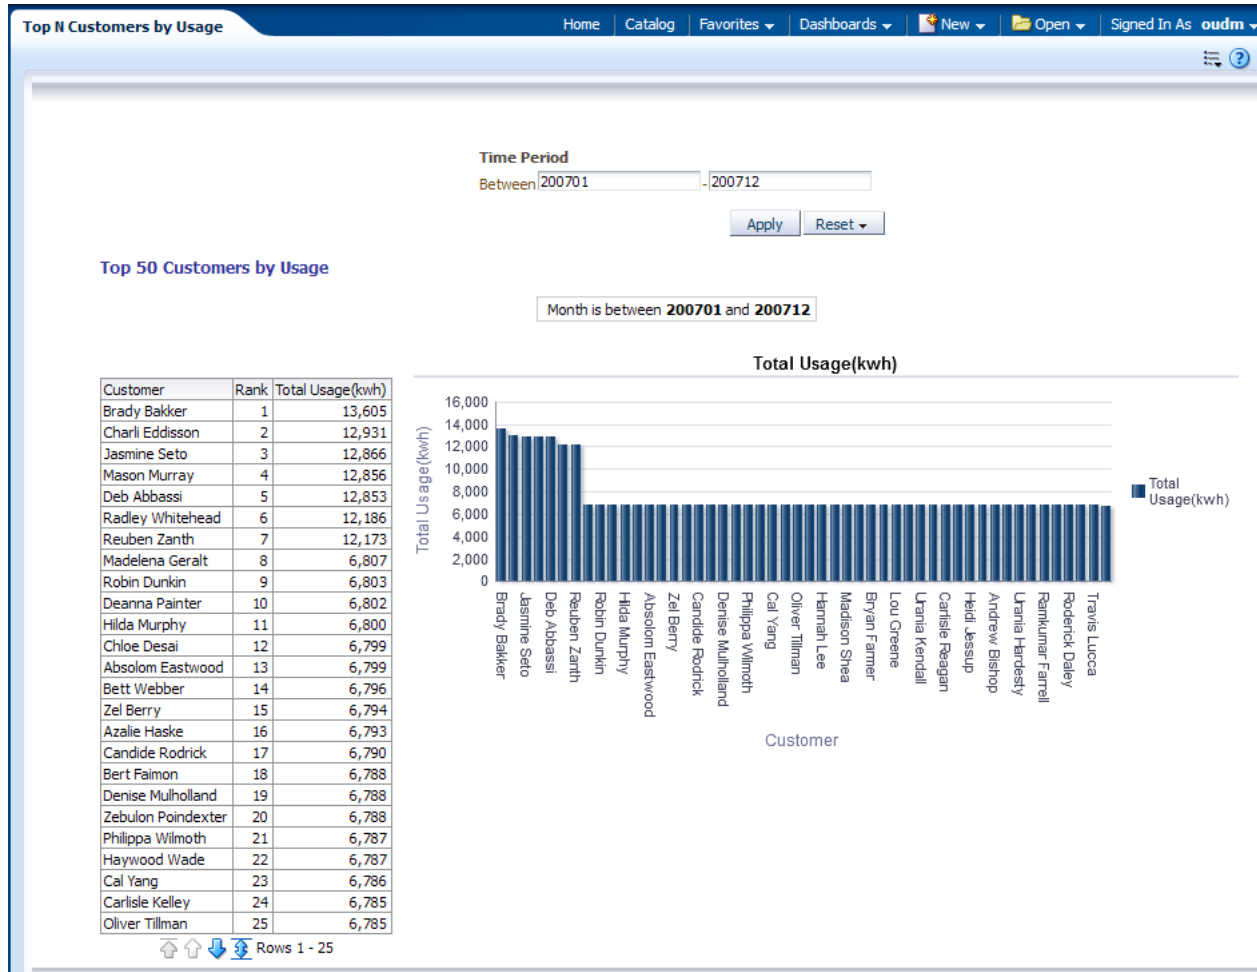 Top N Customers by Usage
Home Catalog Favorites Dashboards New Open Signed In As oudm
Time Period
Between 200701 - 200712
Apply Reset
Top 50 Customers by Usage
Month is between 200701 and 200712
Customer Rank Total Usage(kwh)
Brady Bakker 1 13,605
Charli Eddisson 2 12,931
Jasmine Seto 3 12,866
Mason Murray 4 12,856
Deb Abbassi 5 12,853
Radley Whitehead 6 12,186
Reuben Zanth 7 12,173
Madelena Geralt 8 6,807
Robin Dunkin 9 6,803
Deanna Painter 10 6,802
Hilda Murphy 11 6,800
Chloe Desai 12 6,799
Absolom Eastwood 13 6,799
Bett Webber 14 6,796
Zel Berry 15 6,794
Azalie Haske 16 6,793
Candide Rodrick 17 6,790
Bert Faimon 18 6,788
Denise Mulholland 19 6,788
Zebulon Poindexter 20 6,788
Philippa Wilmoth 21 6,787
Haywood Wade 22 6,787
Cal Yang 23 6,786
Carlisle Kelley 24 6,785
Oliver Tillman 25 6,785
Rows 1 - 25
Total Usage(kwh)
Total Usage(kwh)
16,000
14,000
12,000
10,000
8,000
6,000
4,000
2,000
0
Brady Bakker
Jasmine Seto
Deb Abbassi
Reuben Zanth
Robin Dunkin
Hilda Murphy
Absolom Eastwood
Zel Berry
Candide Rodrick
Denise Mulholland
Philippa Wilmoth
Cal Yang
Oliver Tillman
Hannah Lee
Madison Shea
Bryan Farmer
Lou Greene
Urania Kendall
Carlisle Reagan
Heidi Jessup
Andrew Bishop
Urania Hardesty
Ramkumar Farrell
Roderick Daley
Travis Lucca
Customer
Total
Usage(kwh)